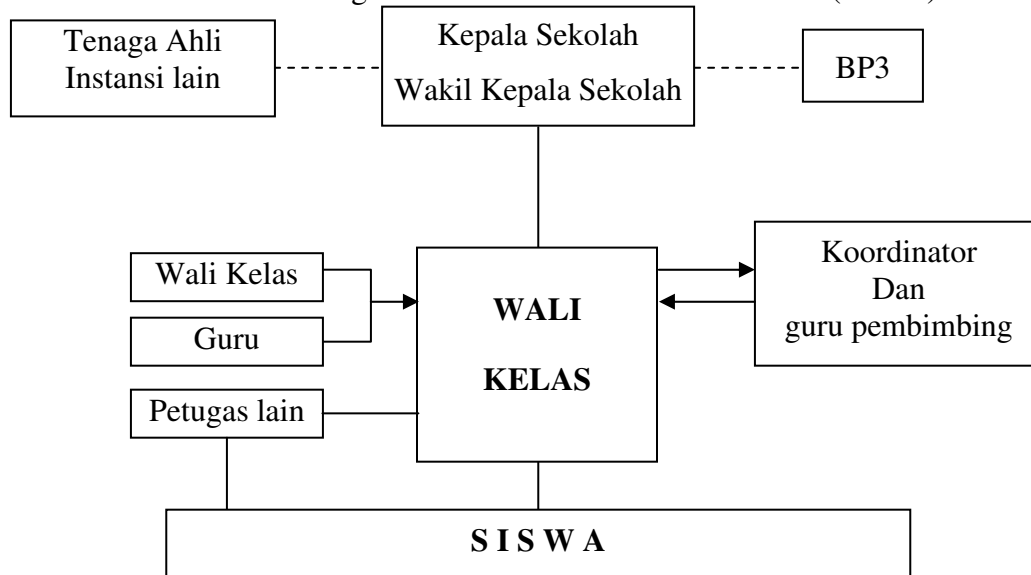 Tenaga Ahli
Instansi lain
Kepala Sekolah
Wakil Kepala Sekolah
BP3
Wali Kelas
Guru
Petugas lain
WALI
KELAS
Koordinator
Dan
guru pembimbing
S I S W A